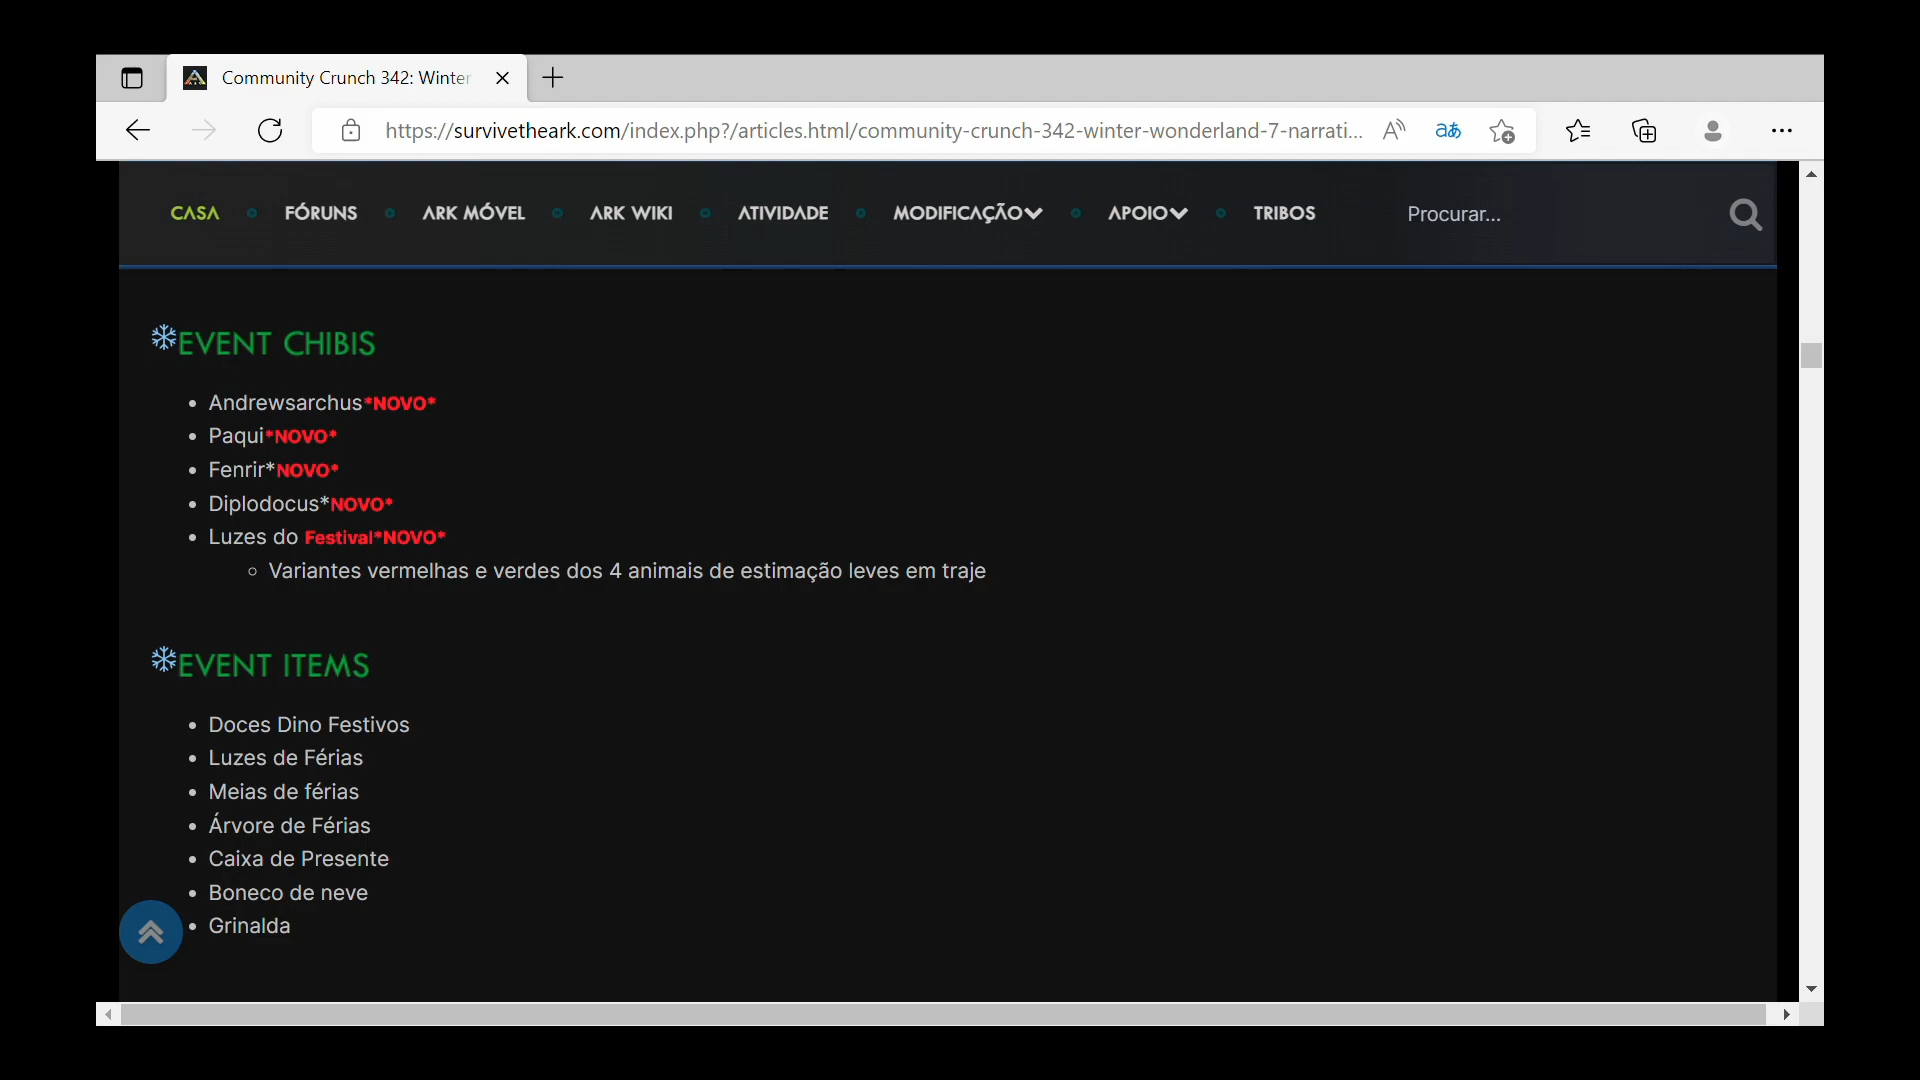 Community Crunch 342: Winter
https://survivetheark.com/index.php?/articles.html/community-crunch-342-winter-wonderland-7-narrati...
CASA FÓRUNS ARK MÓVEL ARK WIKI ATIVIDADE MODIFICAÇÃO APOIO TRIBOS Procurar...
EVENT CHIBIS
Andrewsarchus*NOVO*
Paqui*NOVO*
Fenrir*NOVO*
Diplodocus*NOVO*
Luzes do Festival*NOVO*
Variantes vermelhas e verdes dos 4 animais de estimação leves em traje
EVENT ITEMS
Doces Dino Festivos
Luzes de Férias
Meias de férias
Árvore de Férias
Caixa de Presente
Boneco de neve
Grinalda